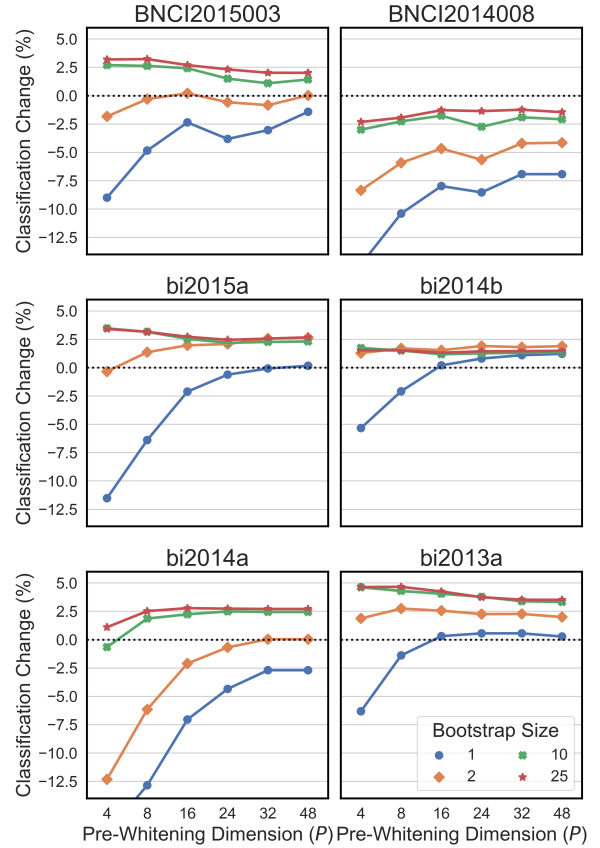 BNCI2015003 BNCI2014008
Classification Change (%)
5.0
2.5
0.0
−2.5
−5.0
−7.5
−10.0
−12.5
bi2015a bi2014b
Classification Change (%)
5.0
2.5
0.0
−2.5
−5.0
−7.5
−10.0
−12.5
bi2014a bi2013a
Classification Change (%)
5.0
2.5
0.0
−2.5
−5.0
−7.5
−10.0
−12.5
Bootstrap Size
1 10
2 25
4 8 16 24 32 48 4 8 16 24 32 48
Pre-Whitening Dimension (P) Pre-Whitening Dimension (P)